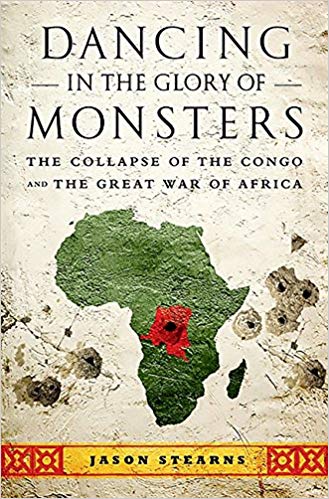 DANCING
IN THE GLORY OF
MONSTERS
THE COLLAPSE OF THE CONGO
AND THE GREAT WAR OF AFRICA
JASON STEARNS